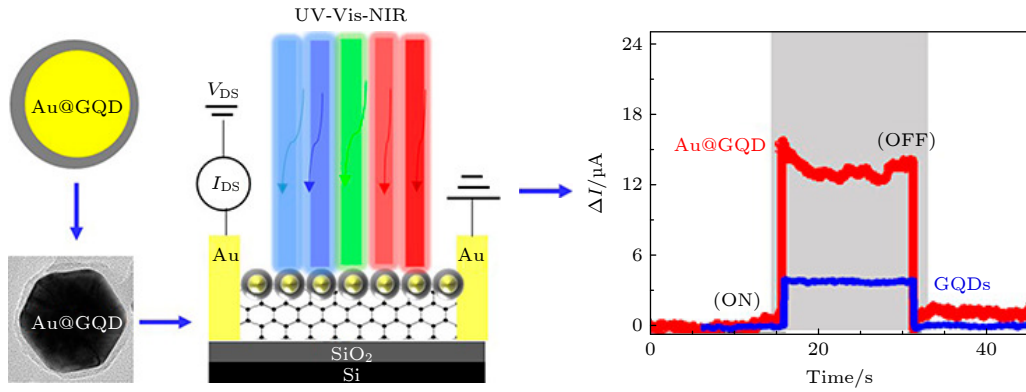 UV-Vis-NIR
Au@GQD
V_DS
I_DS
Au
Au
Au@GQD
SiO₂
Si
24
18
12
6
0
ΔI/μA
Au@GQD
(OFF)
(ON)
GQDs
0
20
40
Time/s